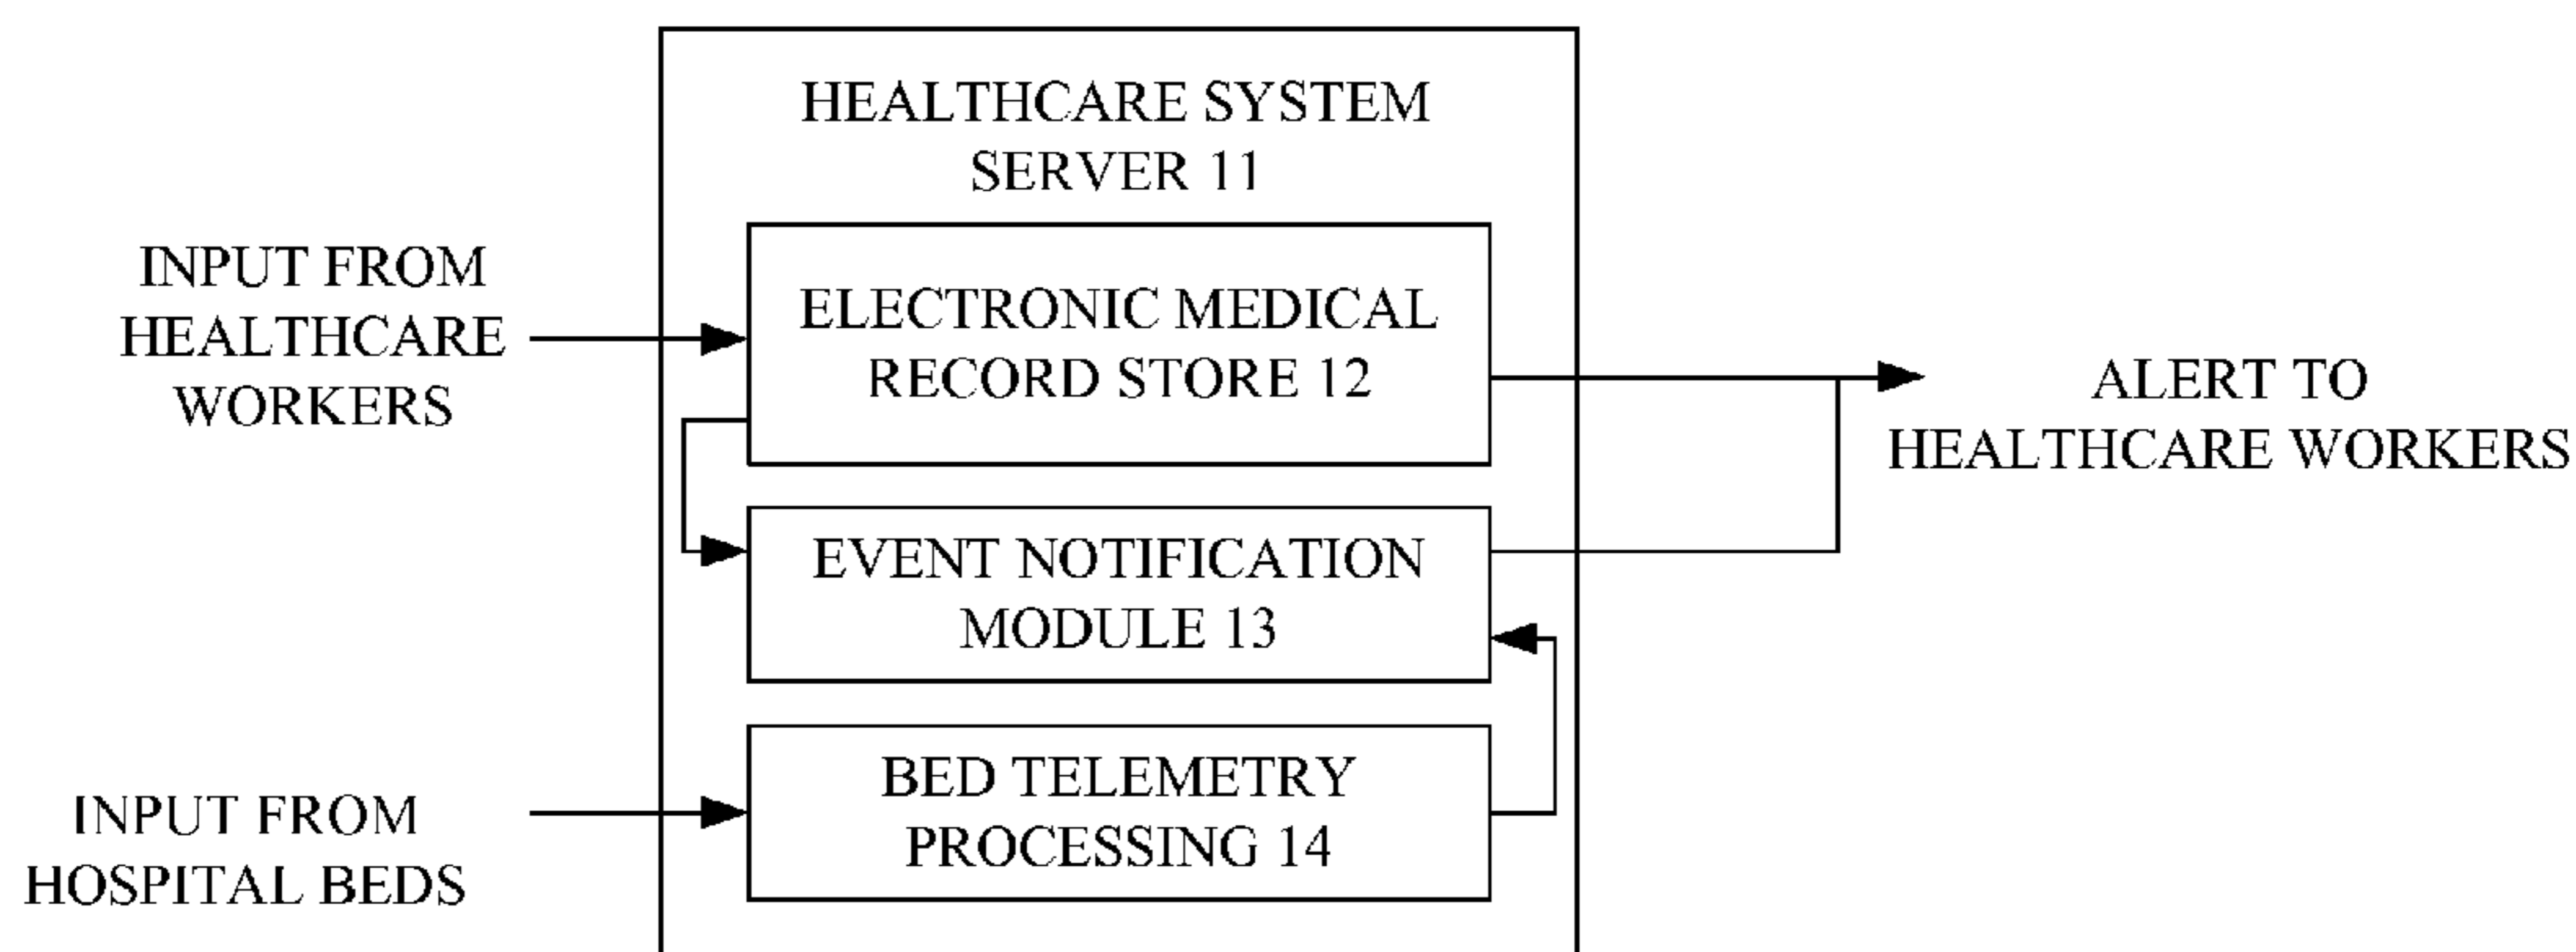 HEALTHCARE SYSTEM
SERVER 11
INPUT FROM
HEALTHCARE
WORKERS
ELECTRONIC MEDICAL
RECORD STORE 12
ALERT TO
HEALTHCARE WORKERS
EVENT NOTIFICATION
MODULE 13
INPUT FROM
HOSPITAL BEDS
BED TELEMETRY
PROCESSING 14